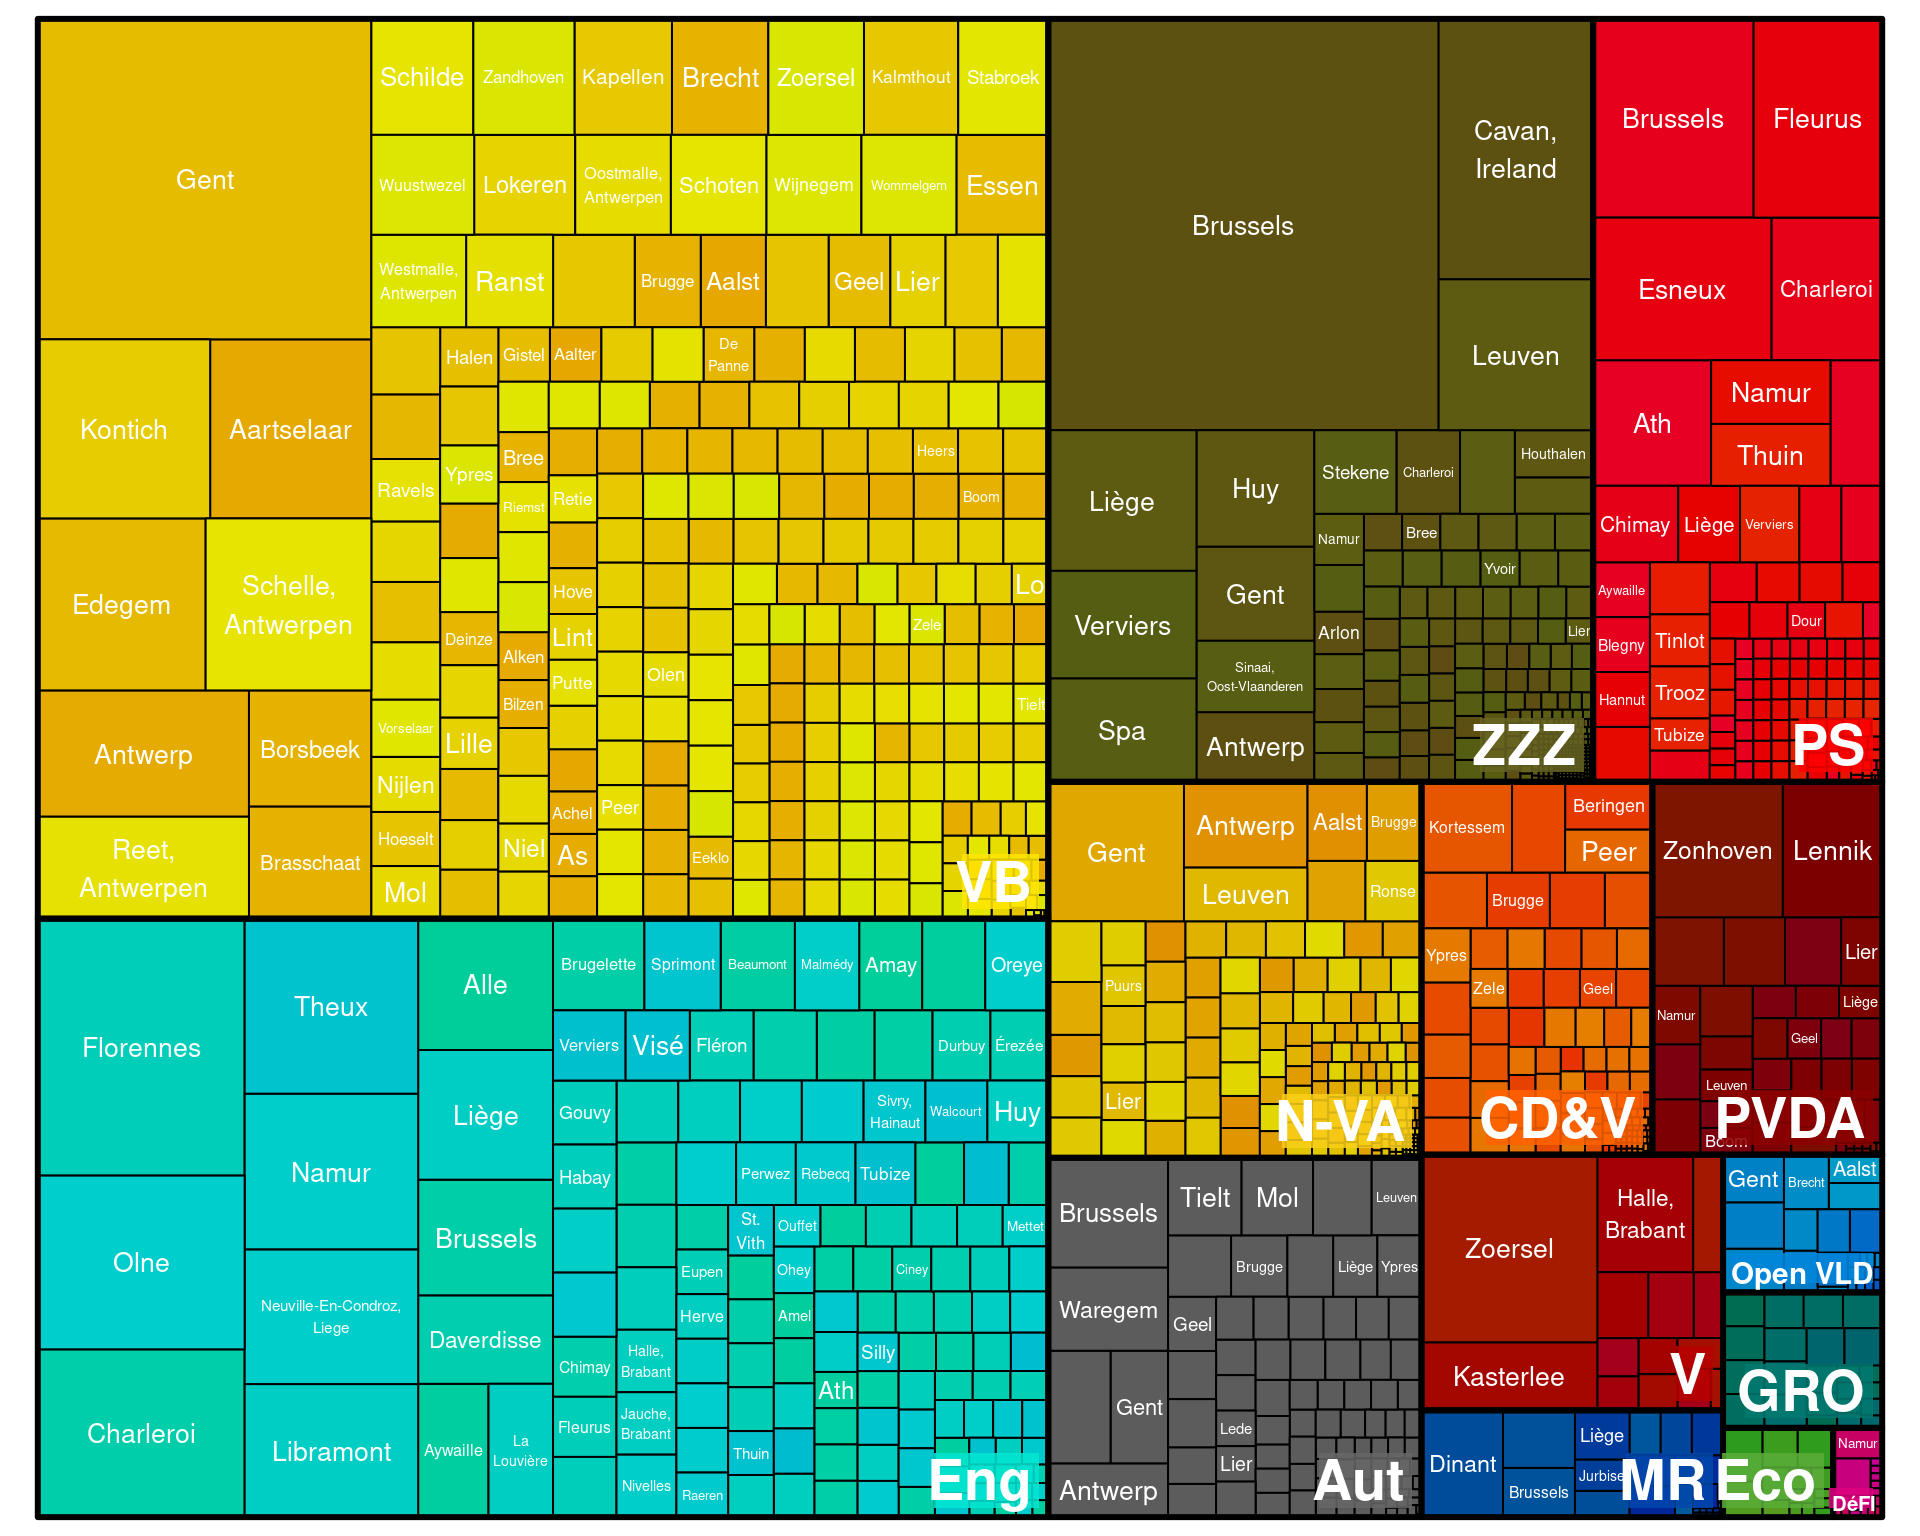 Gent
Schilde
Zandhoven
Kapellen
Brecht
Zoersel
Kalmthout
Stabroek
Wuustwezel
Lokeren
Oostmalle,
Antwerpen
Schoten
Wijnegem
Wommelgem
Essen
Westmalle,
Antwerpen
Ranst
Brugge
Aalst
Geel
Lier
Kontich
Aartselaar
Halen
Gistel
Aalter
De
Panne
Ravels
Ypres
Bree
Riemst
Retie
Heers
Boom
Edegem
Schelle,
Antwerpen
Hove
Lo
Deinze
Alken
Lint
Zele
Putte
Olen
Bilzen
Tielt
Antwerp
Borsbeek
Vorselaar
Lille
Nijlen
Achel
Peer
Reet,
Antwerpen
Brasschaat
Hoeselt
Niel
As
Eeklo
Mol
VB
Brussels
Cavan,
Ireland
Leuven
Liège
Huy
Stekene
Charleroi
Houthalen
Namur
Bree
Yvoir
Verviers
Gent
Arlon
Lier
Sinaai,
Oost-Vlaanderen
Spa
Antwerp
ZZZ
Brussels
Fleurus
Esneux
Charleroi
Ath
Namur
Thuin
Chimay
Liège
Verviers
Aywaille
Dour
Blegny
Tinlot
Hannut
Trooz
Tubize
PS
Florennes
Theux
Alle
Brugelette
Sprimont
Beaumont
Malmédy
Amay
Oreye
Verviers
Visé
Fléron
Durbuy
Érezée
Liège
Gouvy
Sivry,
Hainaut
Walcourt
Huy
Namur
Habay
Perwez
Rebecq
Tubize
Olne
Brussels
St.
Vith
Ouffet
Mettet
Eupen
Ohey
Ciney
Neuville-En-Condroz,
Liege
Herve
Amel
Daverdisse
Chimay
Halle,
Brabant
Silly
Ath
Charleroi
Libramont
Aywaille
La
Louvière
Fleurus
Jauche,
Brabant
Thuin
Nivelles
Raeren
Eng
Gent
Antwerp
Aalst
Brugge
Leuven
Ronse
Puurs
Lier
N-VA
Kortessem
Beringen
Peer
Brugge
Ypres
Zele
Geel
CD&V
Zonhoven
Lennik
Lier
Namur
Liège
Geel
Leuven
Boom
PVDA
Brussels
Tielt
Mol
Leuven
Brugge
Liège
Ypres
Waregem
Geel
Gent
Lede
Lier
Antwerp
Aut
Zoersel
Halle,
Brabant
Kasterlee
V
Gent
Brecht
Aalst
Open VLD
GRO
Dinant
Liège
Jurbise
Brussels
MR
Eco
Namur
DéFI